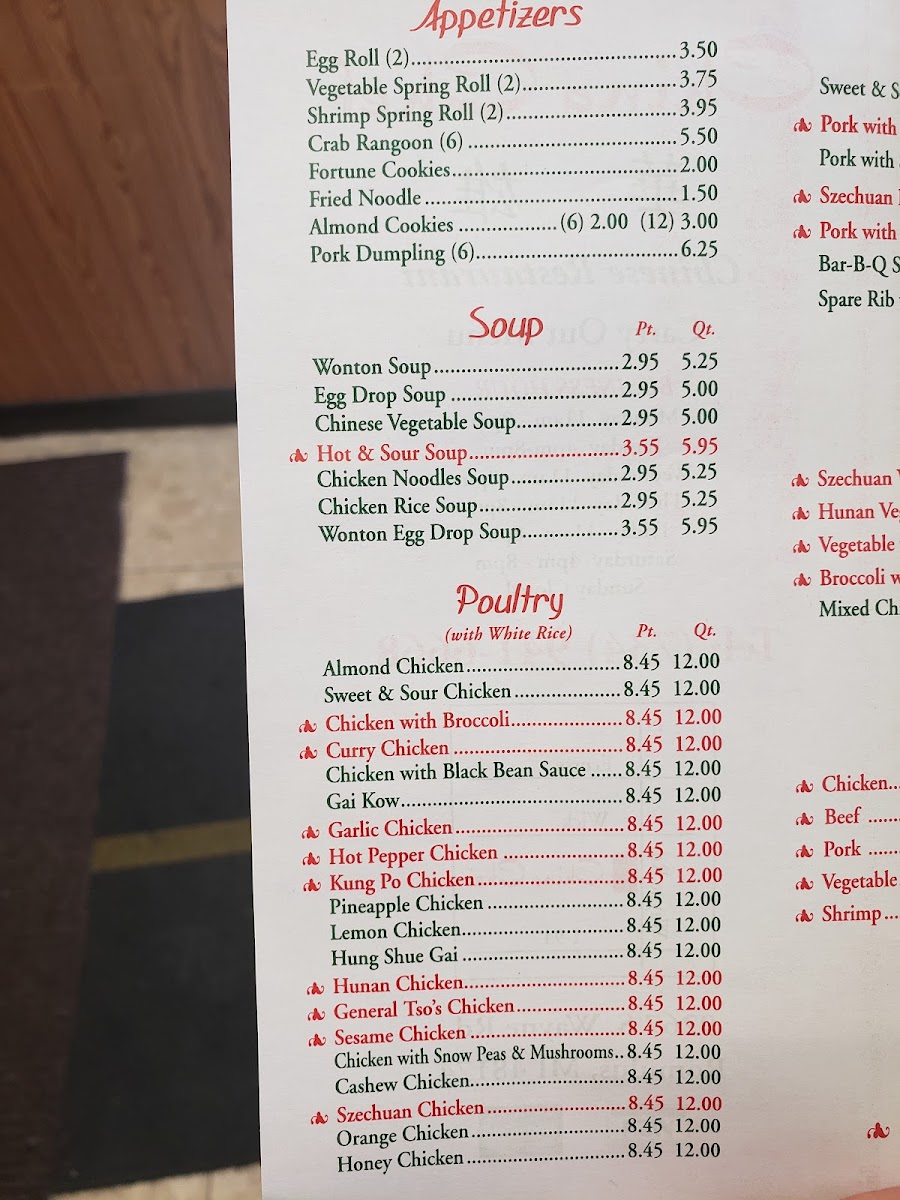 Appetizers
Egg Roll (2)..........3.50
Vegetable Spring Roll (2)..........3.75
Shrimp Spring Roll (2)..........3.95
Crab Rangoon (6)..........5.50
Fortune Cookies..........2.00
Fried Noodle..........1.50
Almond Cookies..........(6) 2.00 (12) 3.00
Pork Dumpling (6)..........6.25
Soup Pt. Qt.
Wonton Soup..........2.95 5.25
Egg Drop Soup..........2.95 5.00
Chinese Vegetable Soup..........2.95 5.00
Hot & Sour Soup..........3.55 5.95
Chicken Noodles Soup..........2.95 5.25
Chicken Rice Soup..........2.95 5.25
Wonton Egg Drop Soup..........3.55 5.95
Poultry
(with White Rice) Pt. Qt.
Almond Chicken..........8.45 12.00
Sweet & Sour Chicken..........8.45 12.00
Chicken with Broccoli..........8.45 12.00
Curry Chicken..........8.45 12.00
Chicken with Black Bean Sauce......8.45 12.00
Gai Kow..........8.45 12.00
Garlic Chicken..........8.45 12.00
Hot Pepper Chicken..........8.45 12.00
Kung Po Chicken..........8.45 12.00
Pineapple Chicken..........8.45 12.00
Lemon Chicken..........8.45 12.00
Hung Shue Gai..........8.45 12.00
Hunan Chicken..........8.45 12.00
General Tso's Chicken..........8.45 12.00
Sesame Chicken..........8.45 12.00
Chicken with Snow Peas & Mushrooms..8.45 12.00
Cashew Chicken..........8.45 12.00
Szechuan Chicken..........8.45 12.00
Orange Chicken..........8.45 12.00
Honey Chicken..........8.45 12.00
Sweet & S
Pork with
Pork with
Szechuan
Pork with
Bar-B-Q S
Spare Rib
Szechuan
Hunan Ve
Vegetable
Broccoli w
Mixed Ch
Chicken...
Beef.......
Pork.......
Vegetable
Shrimp...